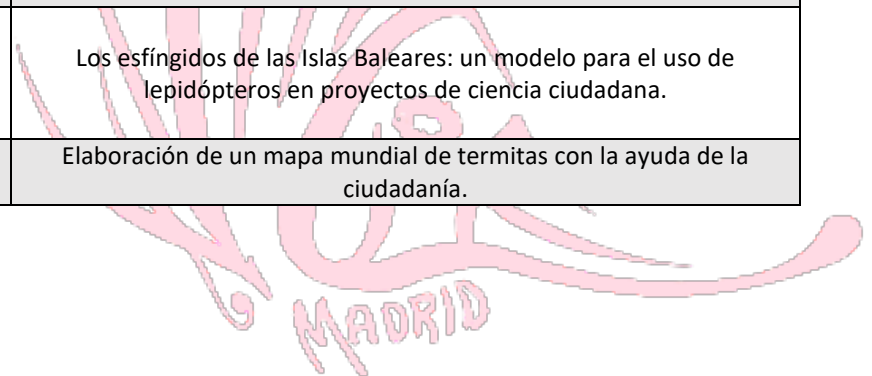 Los esfíngidos de las Islas Baleares: un modelo para el uso de
lepidópteros en proyectos de ciencia ciudadana.
Elaboración de un mapa mundial de termitas con la ayuda de la
ciudadanía.
MADRID